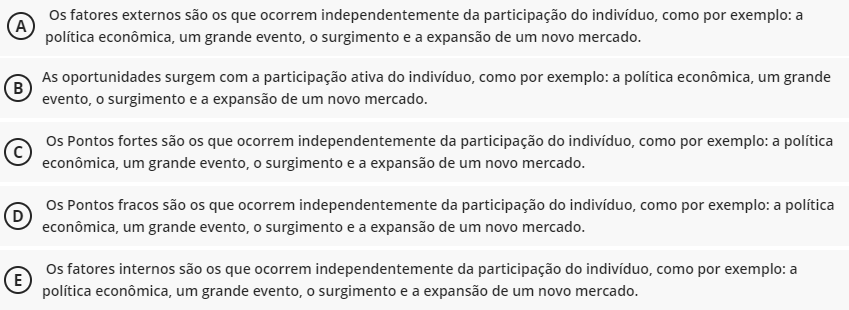 A Os fatores externos são os que ocorrem independentemente da participação do indivíduo, como por exemplo: a
política econômica, um grande evento, o surgimento e a expansão de um novo mercado.
B As oportunidades surgem com a participação ativa do indivíduo, como por exemplo: a política econômica, um grande
evento, o surgimento e a expansão de um novo mercado.
C Os Pontos fortes são os que ocorrem independentemente da participação do indivíduo, como por exemplo: a política
econômica, um grande evento, o surgimento e a expansão de um novo mercado.
D Os Pontos fracos são os que ocorrem independentemente da participação do indivíduo, como por exemplo: a política
econômica, um grande evento, o surgimento e a expansão de um novo mercado.
E Os fatores internos são os que ocorrem independentemente da participação do indivíduo, como por exemplo: a
política econômica, um grande evento, o surgimento e a expansão de um novo mercado.